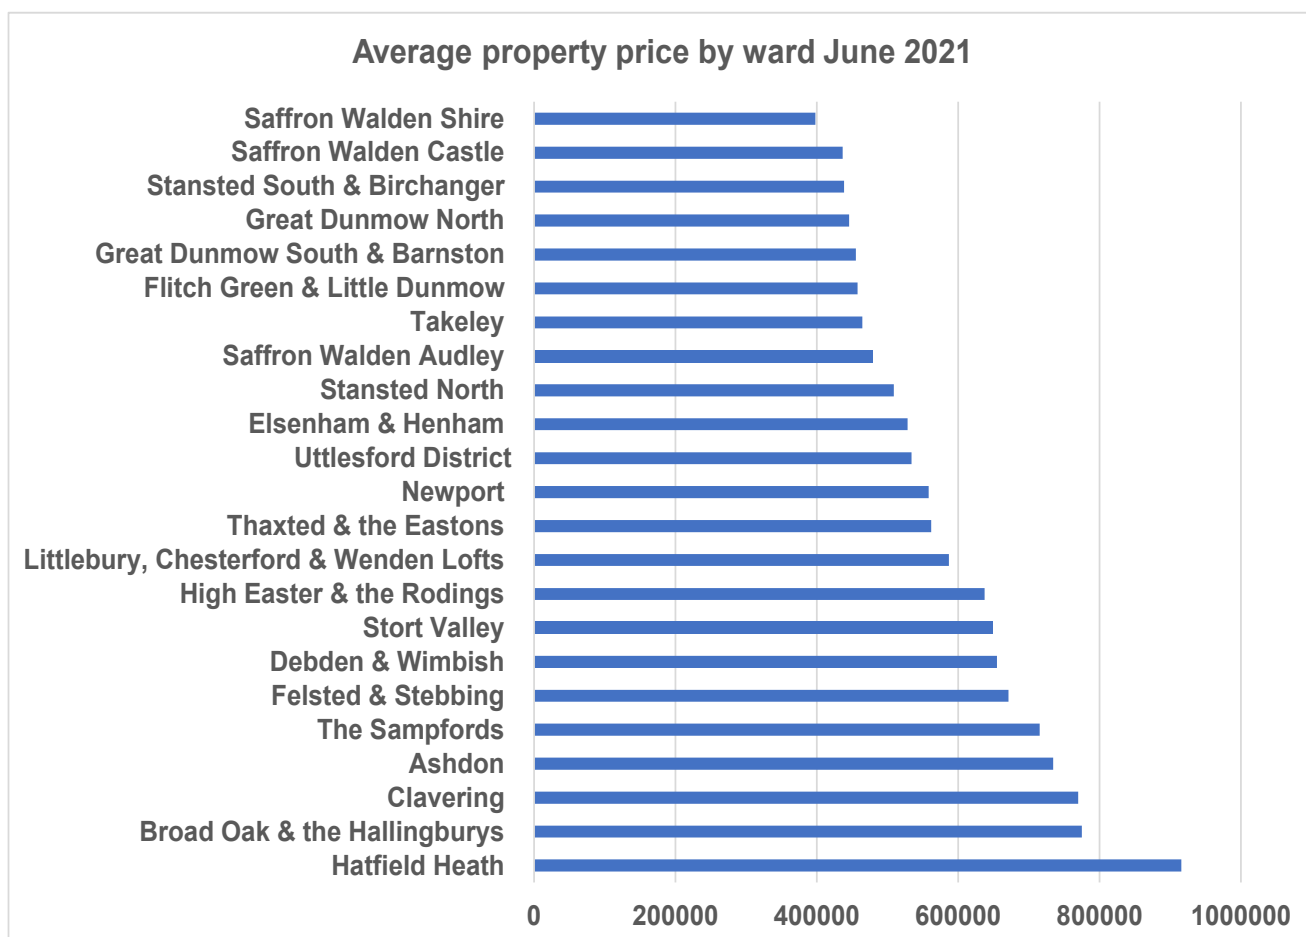 Average property price by ward June 2021
Saffron Walden Shire
Saffron Walden Castle
Stansted South & Birchanger
Great Dunmow North
Great Dunmow South & Barnston
Flitch Green & Little Dunmow
Takeley
Saffron Walden Audley
Stansted North
Elsenham & Henham
Uttlesford District
Newport
Thaxted & the Eastons
Littlebury, Chesterford & Wenden Lofts
High Easter & the Rodings
Stort Valley
Debden & Wimbish
Felsted & Stebbing
The Sampfords
Ashdon
Clavering
Broad Oak & the Hallingburys
Hatfield Heath
0 200000 400000 600000 800000 1000000